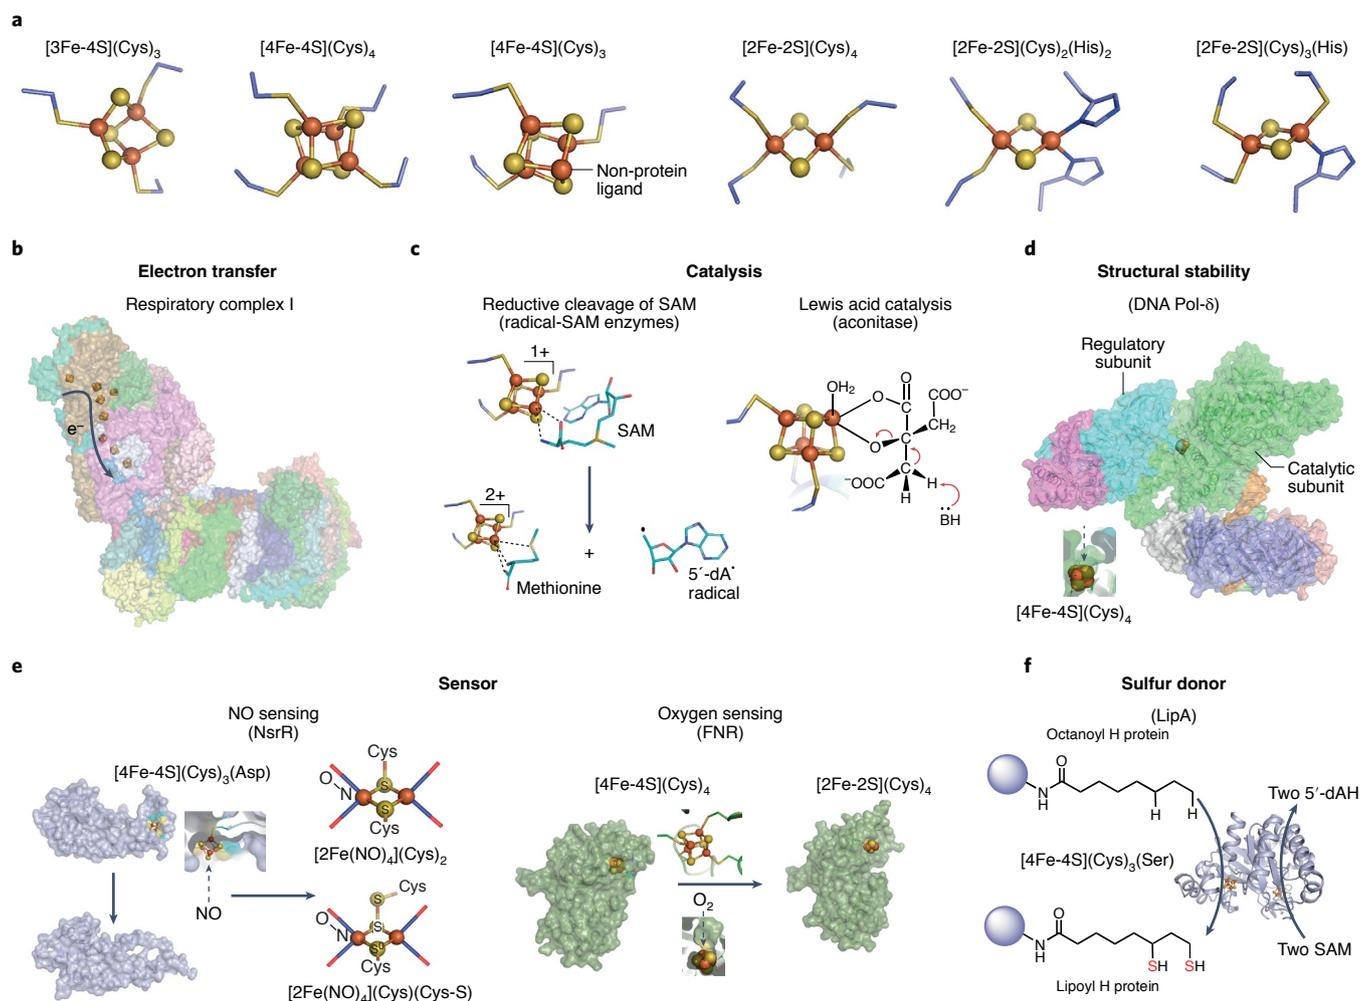 a
[3Fe-4S](Cys)3
[4Fe-4S](Cys)4
[4Fe-4S](Cys)3
[2Fe-2S](Cys)4
[2Fe-2S](Cys)2(His)2
[2Fe-2S](Cys)3(His)
Non-protein
ligand
b
Electron transfer
Respiratory complex I
e–
c
Catalysis
Reductive cleavage of SAM
(radical-SAM enzymes)
1+
SAM
2+
Methionine
+
5′-dA•
radical
Lewis acid catalysis
(aconitase)
OH2
O
O
C
COO–
CH2
O
C
–OOC
C
H
H
BH
d
Structural stability
(DNA Pol-δ)
Regulatory
subunit
Catalytic
subunit
[4Fe-4S](Cys)4
e
Sensor
NO sensing
(NsrR)
[4Fe-4S](Cys)3(Asp)
NO
Cys
O
N
S
S
Cys
[2Fe(NO)4](Cys)2
Cys
S
S
O
N
S
Cys
[2Fe(NO)4](Cys)(Cys-S)
Oxygen sensing
(FNR)
[4Fe-4S](Cys)4
O2
[2Fe-2S](Cys)4
f
Sulfur donor
(LipA)
Octanoyl H protein
O
N
H
H
H
Two 5′-dAH
[4Fe-4S](Cys)3(Ser)
O
N
H
SH
SH
Two SAM
Lipoyl H protein